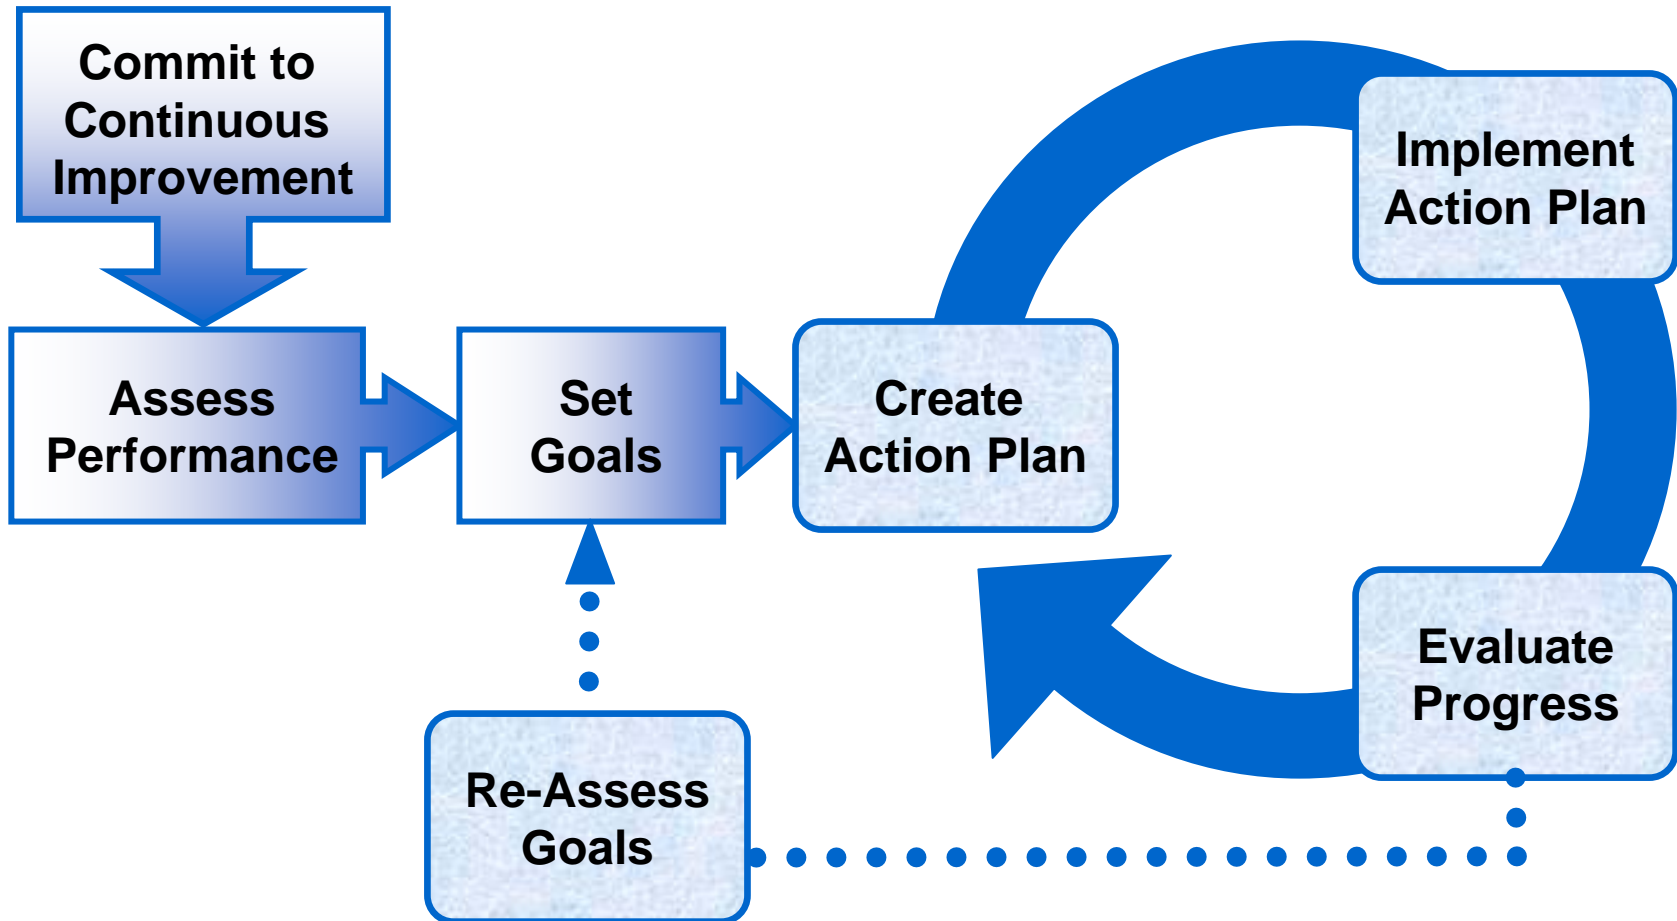 Commit to
Continuous
Improvement
Assess
Performance
Set
Goals
Create
Action Plan
Implement
Action Plan
Evaluate
Progress
Re-Assess
Goals